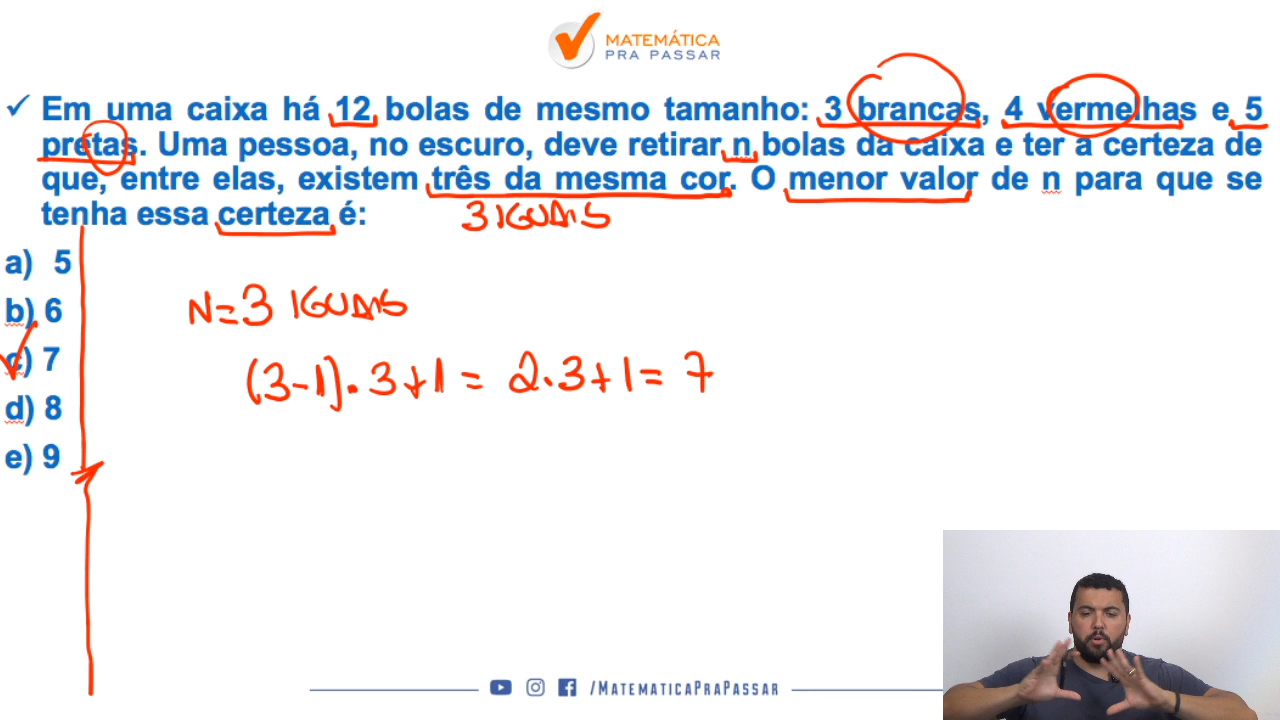 MATEMÁTICA
PRA PASSAR
✓ Em uma caixa há 12 bolas de mesmo tamanho: 3 brancas, 4 vermelhas e 5
pretas. Uma pessoa, no escuro, deve retirar n bolas da caixa e ter a certeza de
que, entre elas, existem três da mesma cor. O menor valor de n para que se
tenha essa certeza é:
3 IGUAIS
a) 5
b) 6
c) 7
d) 8
e) 9
N=3 IGUAIS
(3-1).3+1= 2.3+1= 7
/MATEMATICAPRAPASSAR